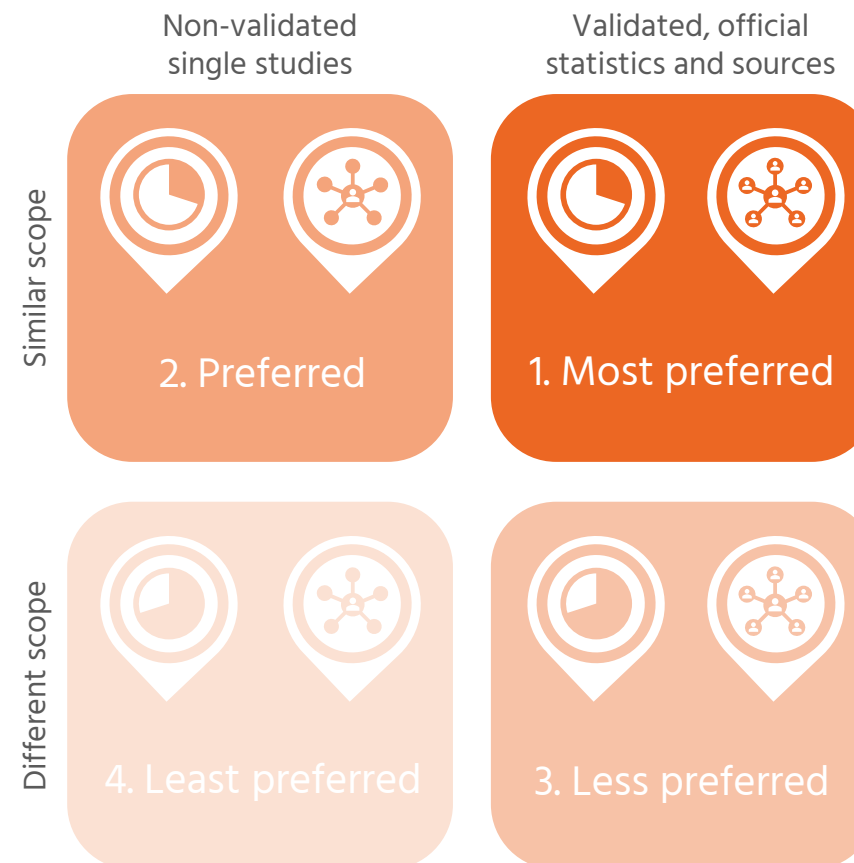 Non-validated
single studies
Validated, official
statistics and sources
Similar scope
2. Preferred
1. Most preferred
Different scope
4. Least preferred
3. Less preferred